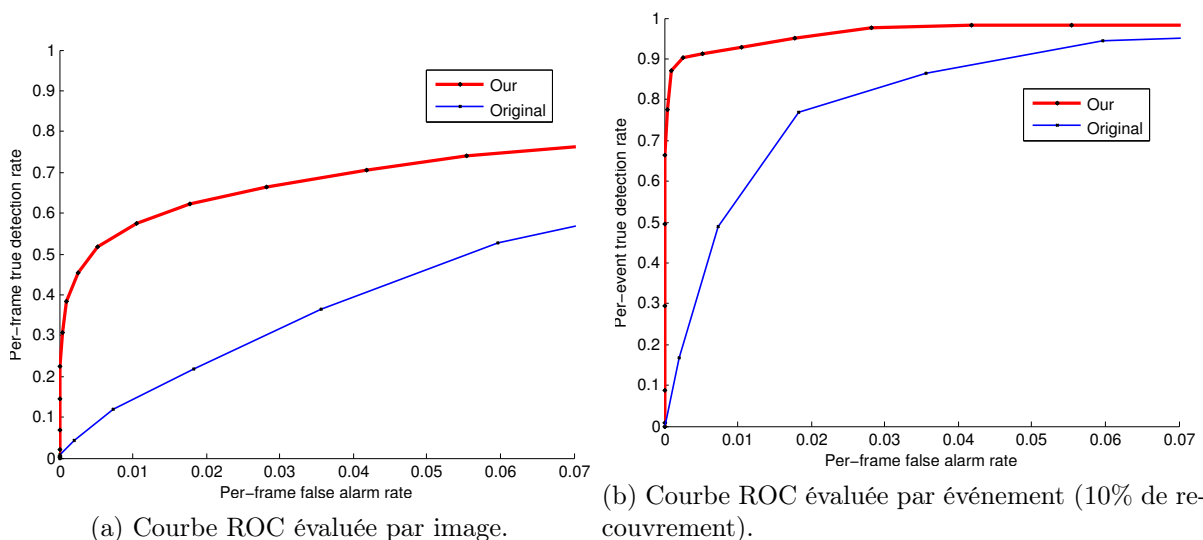 1
0.9
0.8
0.7
0.6
0.5
0.4
0.3
0.2
0.1
0
0 0.01 0.02 0.03 0.04 0.05 0.06 0.07
Per-frame true detection rate
Per-frame false alarm rate
Our
Original
(a) Courbe ROC évaluée par image.
1
0.9
0.8
0.7
0.6
0.5
0.4
0.3
0.2
0.1
0
0 0.01 0.02 0.03 0.04 0.05 0.06 0.07
Per-event true detection rate
Per-frame false alarm rate
Our
Original
(b) Courbe ROC évaluée par événement (10% de re-
couvrement).